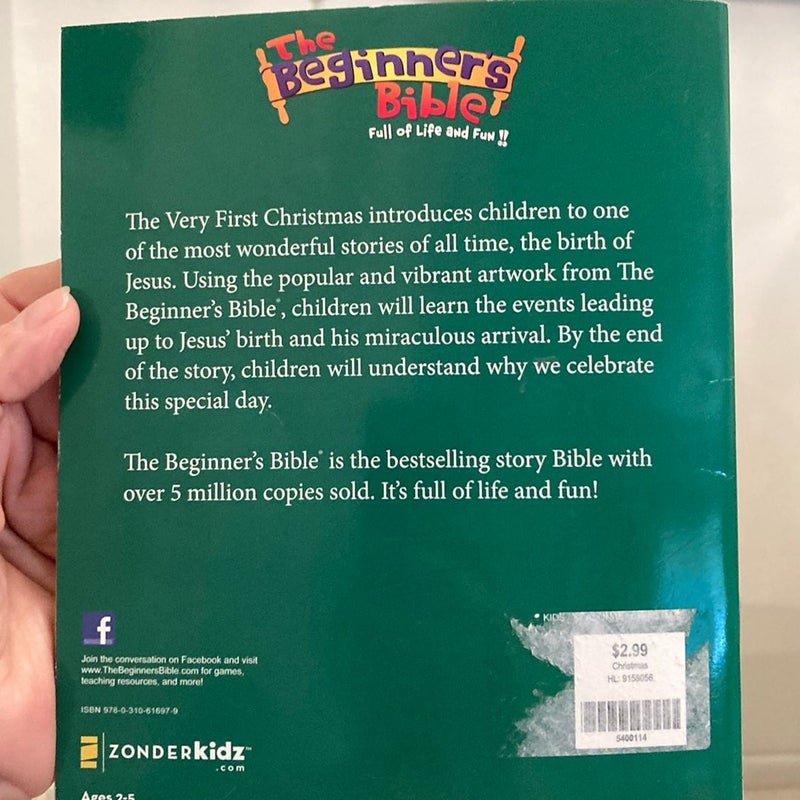 The
Beginner's
Bible
Full of Life and Fun!!
The Very First Christmas introduces children to one
of the most wonderful stories of all time, the birth of
Jesus. Using the popular and vibrant artwork from The
Beginner's Bible®, children will learn the events leading
up to Jesus' birth and his miraculous arrival. By the end
of the story, children will understand why we celebrate
this special day.
The Beginner's Bible® is the bestselling story Bible with
over 5 million copies sold. It's full of life and fun!
f
Join the conversation on Facebook and visit
www.TheBeginnersBible.com for games,
teaching resources, and more!
ISBN 978-0-310-61697-9
ZONDERkidz™
.com
Ages 2-5
KIDS
$2.99
Christmas
HL: 9158056
5400114